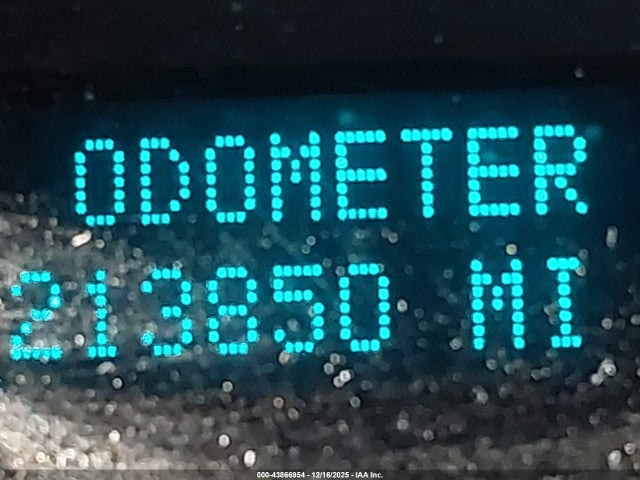 ODOMETER
213850 MI
000-43866954 - 12/16/2025 - IAA Inc.